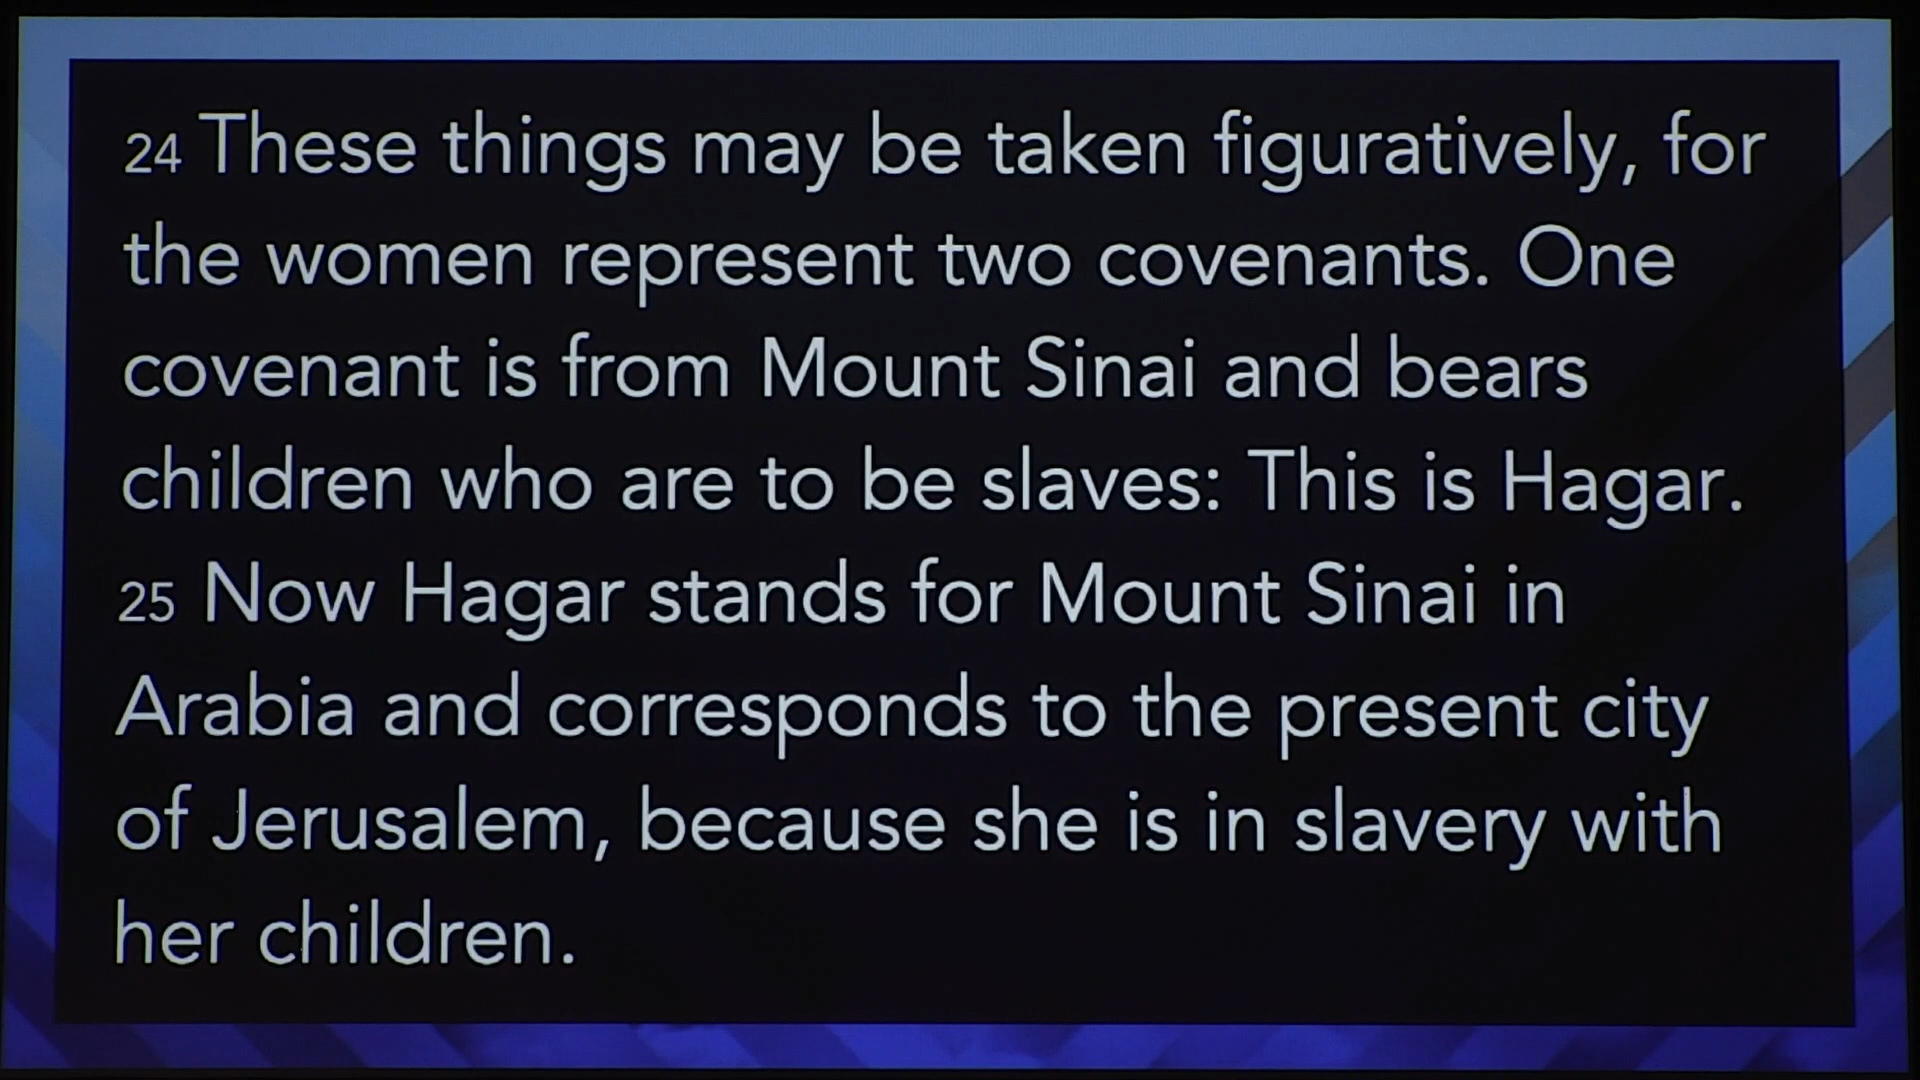 24 These things may be taken figuratively, for
the women represent two covenants. One
covenant is from Mount Sinai and bears
children who are to be slaves: This is Hagar.
25 Now Hagar stands for Mount Sinai in
Arabia and corresponds to the present city
of Jerusalem, because she is in slavery with
her children.